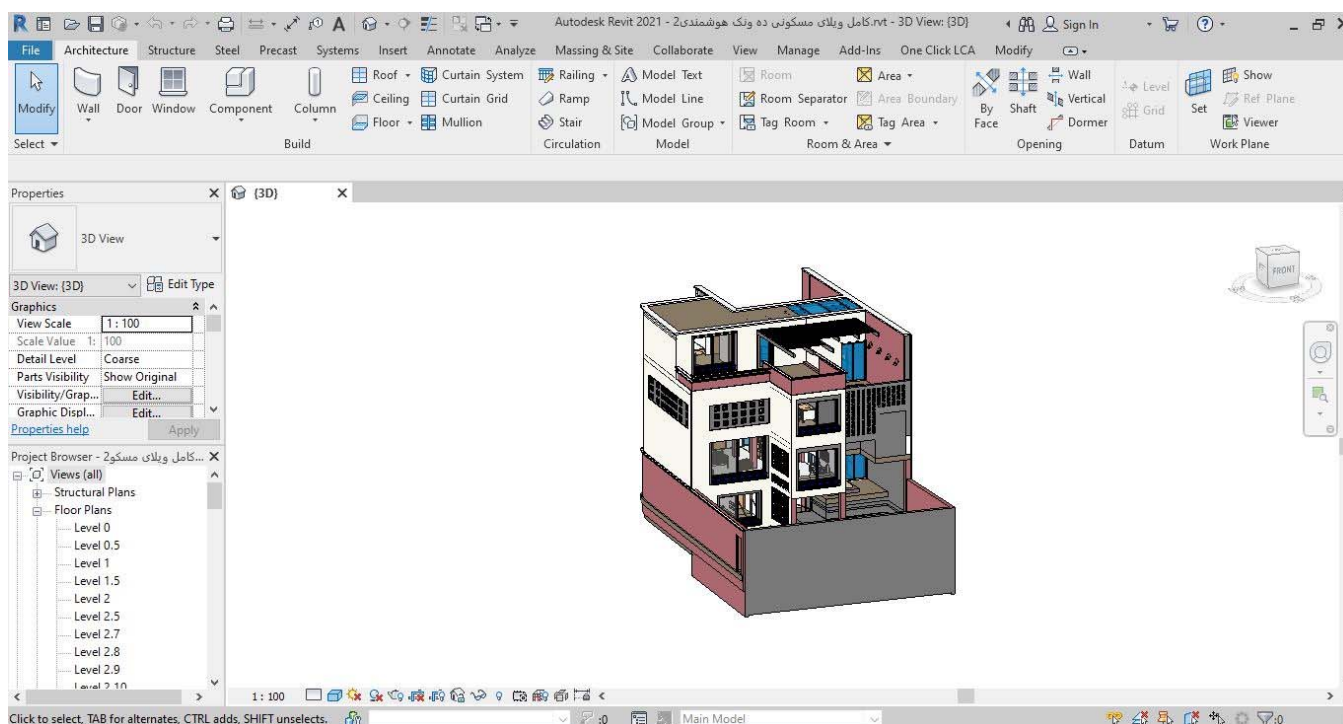 کامل ویلای مسکونی ده ونک هوشمندی2.rvt - 3D View: {3D} - Autodesk Revit 2021
Sign In
File Architecture Structure Steel Precast Systems Insert Annotate Analyze Massing & Site Collaborate View Manage Add-Ins One Click LCA Modify
Modify Wall Door Window Component Column
Roof Curtain System Railing Model Text Room Area Wall Level Show
Ceiling Curtain Grid Ramp Model Line Room Separator Area Boundary By Face Shaft Vertical Grid Set Ref Plane
Floor Mullion Stair Model Group Tag Room Tag Area Dormer Viewer
Select Build Circulation Model Room & Area Opening Datum Work Plane
Properties {3D}
3D View
3D View: {3D} Edit Type
Graphics
View Scale 1 : 100
Scale Value 1: 100
Detail Level Coarse
Parts Visibility Show Original
Visibility/Grap... Edit...
Graphic Displ... Edit...
Properties help Apply
FRONT
Project Browser - کامل ویلای مسکو2...
Views (all)
Structural Plans
Floor Plans
Level 0
Level 0.5
Level 1
Level 1.5
Level 2
Level 2.5
Level 2.7
Level 2.8
Level 2.9
Level 2.10
1 : 100
Click to select, TAB for alternates, CTRL adds, SHIFT unselects. :0 Main Model :0